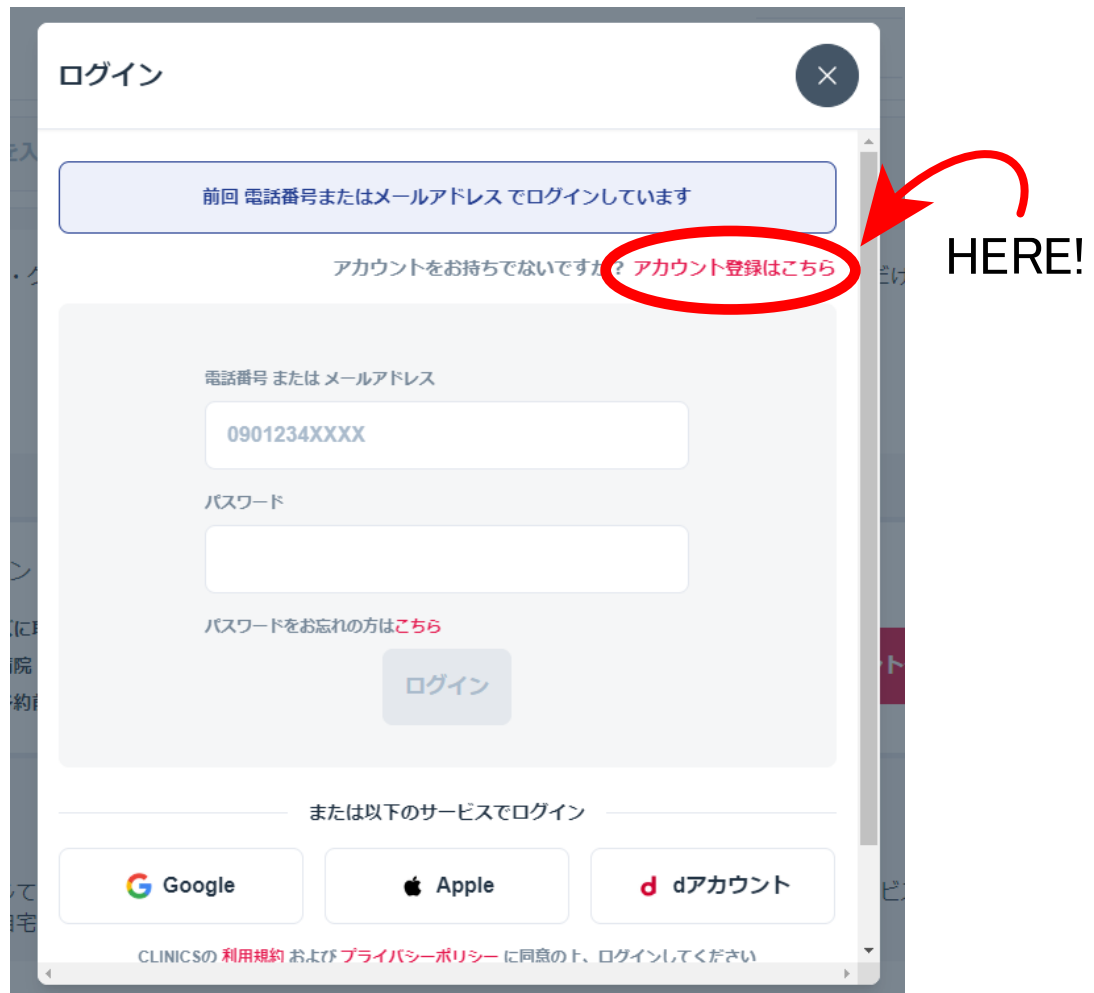 ログイン
前回 電話番号またはメールアドレス でログインしています
アカウントをお持ちでないですか？ アカウント登録はこちら
HERE!
電話番号 または メールアドレス
0901234XXXX
パスワード
パスワードをお忘れの方はこちら
ログイン
または以下のサービスでログイン
Google
Apple
d dアカウント
CLINICSの 利用規約 および プライバシーポリシー に同意の上、ログインしてください